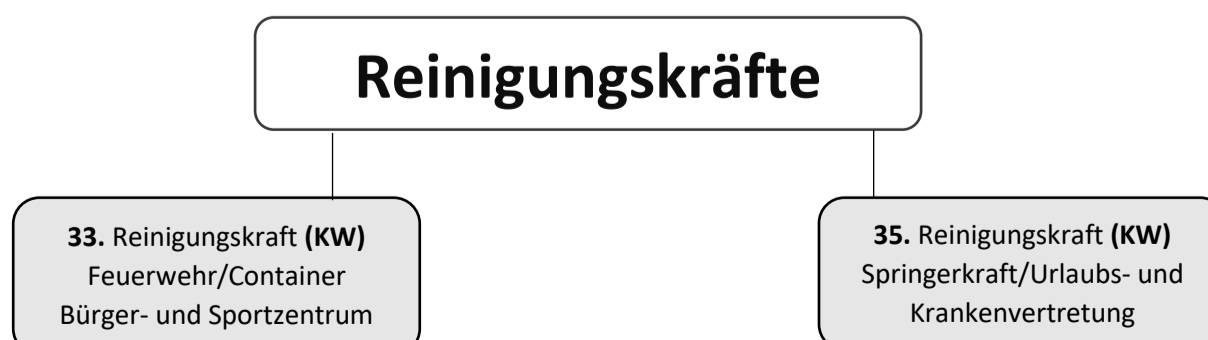 Reinigungskräfte
33. Reinigungskraft (KW)
Feuerwehr/Container
Bürger- und Sportzentrum
35. Reinigungskraft (KW)
Springerkraft/Urlaubs- und
Krankenvertretung